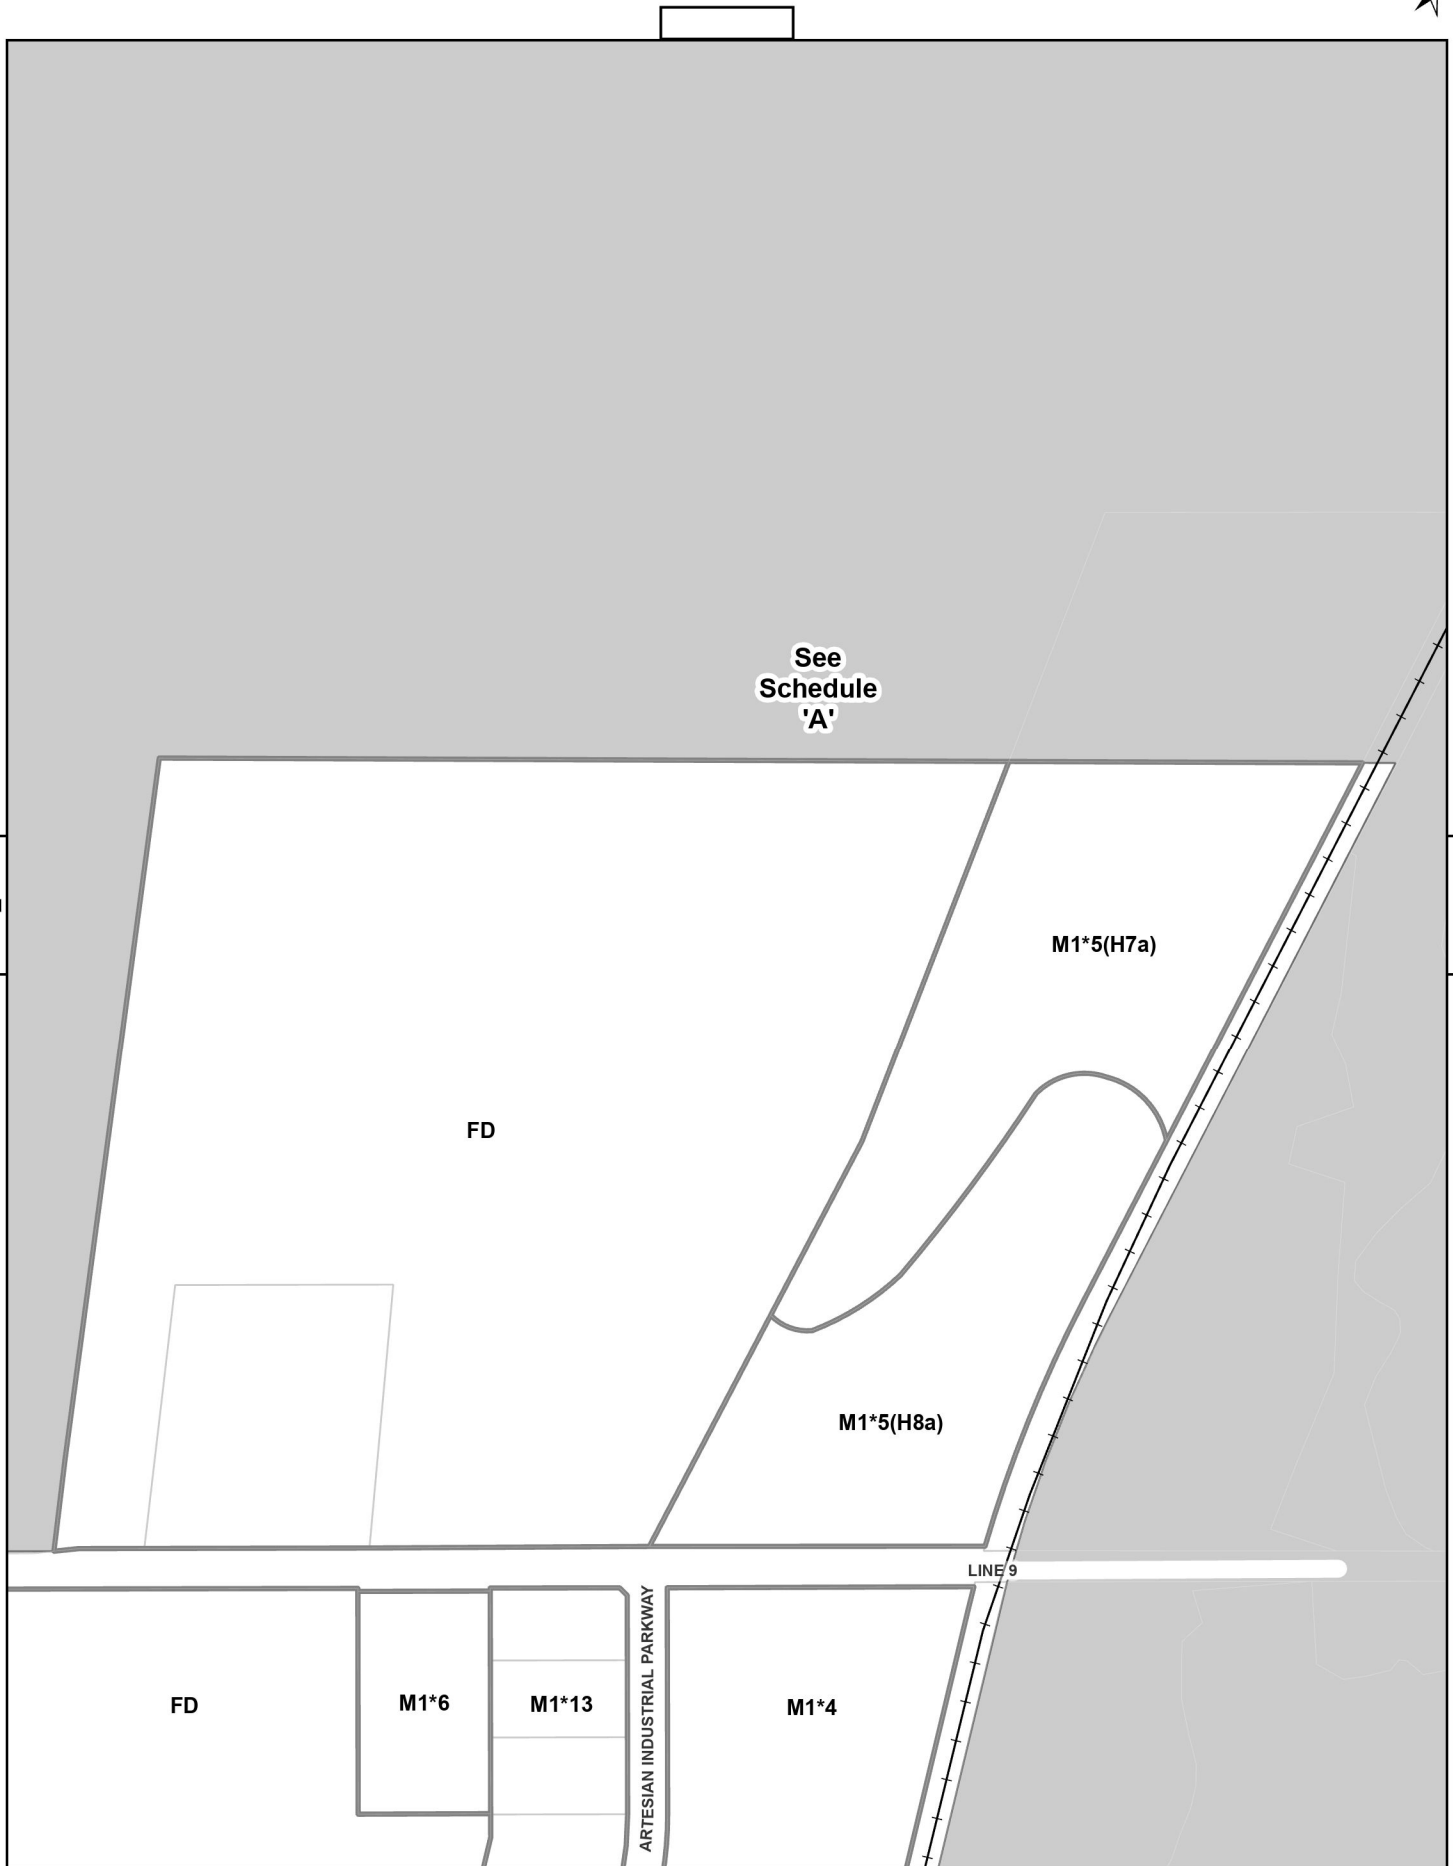 See
Schedule
'A'
M1*5(H7a)
FD
M1*5(H8a)
LINE 9
ARTESIAN INDUSTRIAL PARKWAY
FD
M1*6
M1*13
M1*4